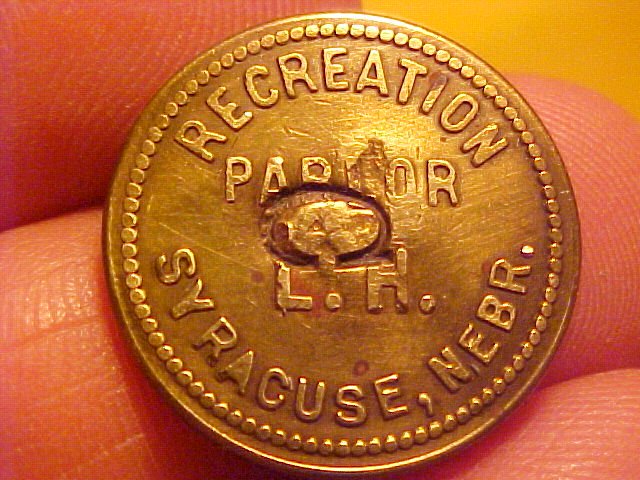 RECREATION
PARLOR
L. H.
SYRACUSE, NEBR.